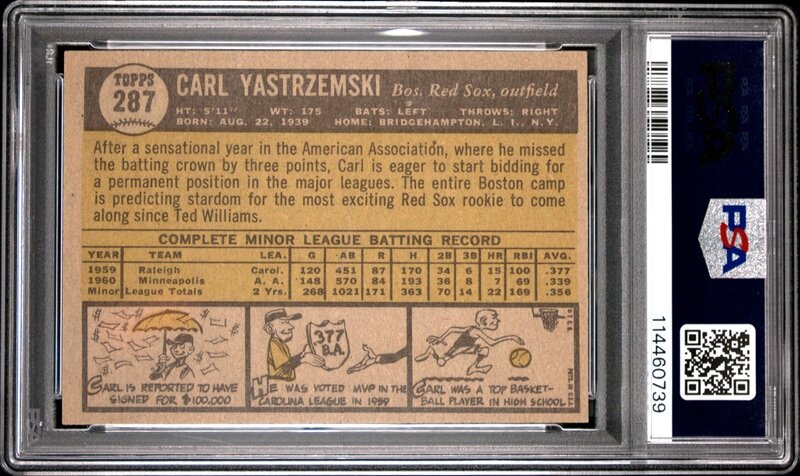 TOPPS
287
CARL YASTRZEMSKI Bos. Red Sox, outfield
HT: 5'11" WT: 175 BATS: LEFT THROWS: RIGHT
BORN: AUG. 22, 1939 HOME: BRIDGEHAMPTON, L. I., N.Y.
After a sensational year in the American Association, where he missed
the batting crown by three points, Carl is eager to start bidding for
a permanent position in the major leagues. The entire Boston camp
is predicting stardom for the most exciting Red Sox rookie to come
along since Ted Williams.
COMPLETE MINOR LEAGUE BATTING RECORD
YEAR TEAM LEA. G AB R H 2B 3B HR RBI AVG.
1959 Raleigh Carol. 120 451 87 170 34 6 15 100 .377
1960 Minneapolis A. A. 148 570 84 193 36 8 7 69 .339
Minor League Totals 2 Yrs. 268 1021 171 363 70 14 22 169 .356
CARL IS REPORTED TO HAVE
SIGNED FOR $100,000
.377
B.A.
HE WAS VOTED MVP IN THE
CAROLINA LEAGUE IN 1959
CARL WAS A TOP BASKET-
BALL PLAYER IN HIGH SCHOOL
©T.C.G. PRTD. IN U.S.A.
PSA
PSA
114460739